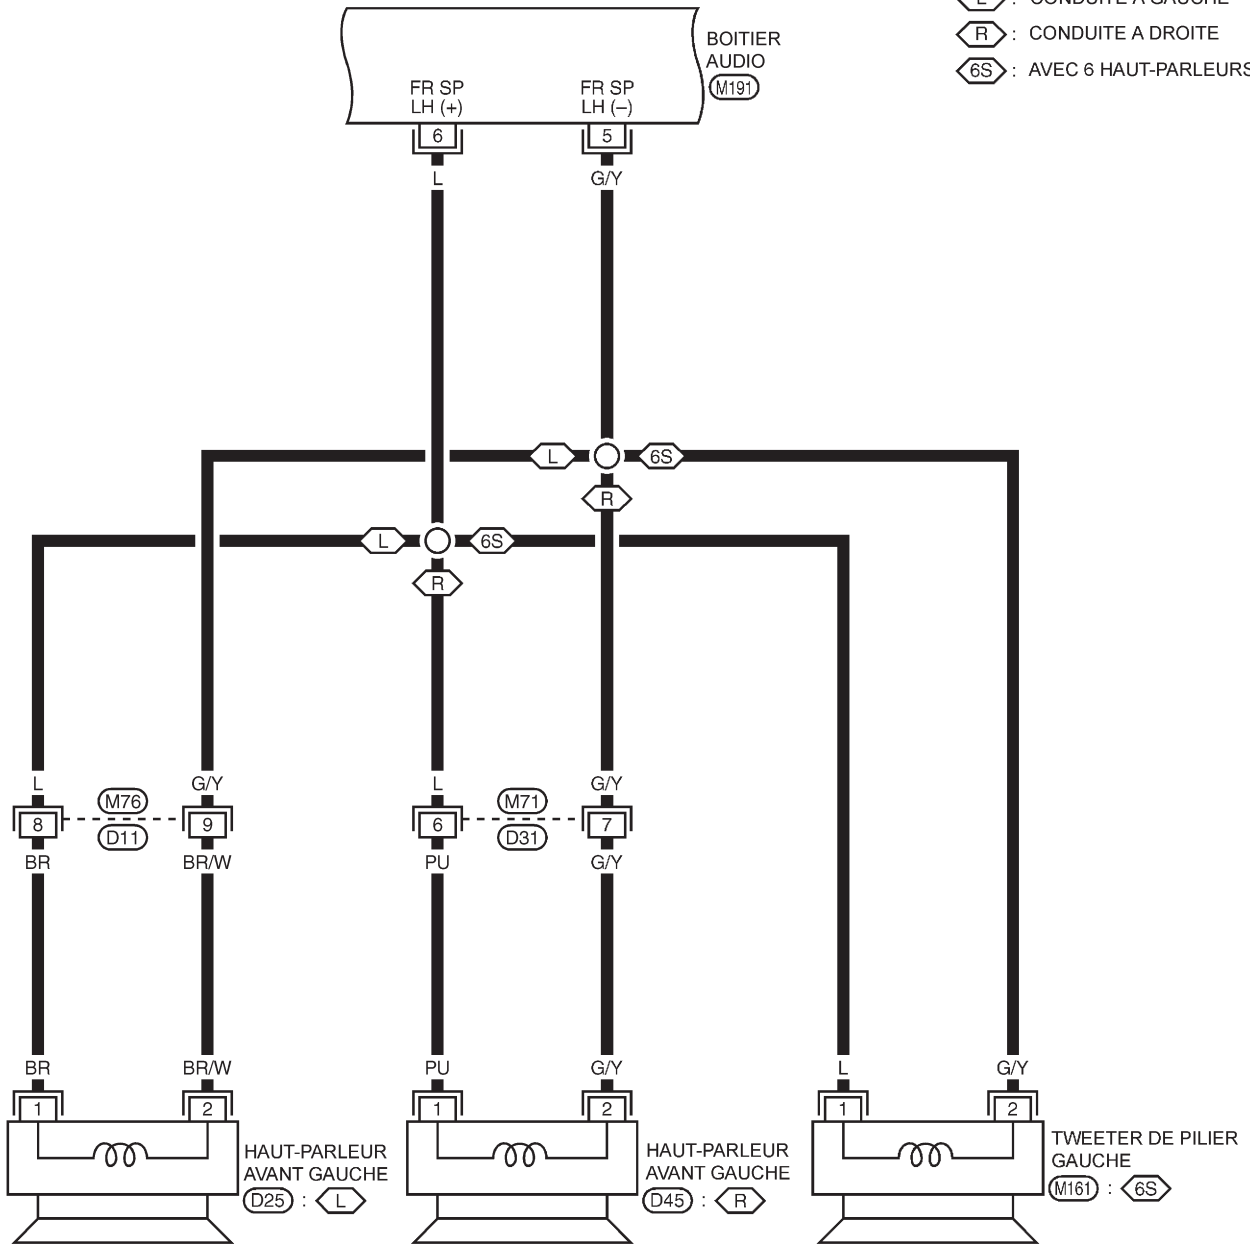 L : CONDUITE A GAUCHE
R : CONDUITE A DROITE
6S : AVEC 6 HAUT-PARLEURS
BOITIER
AUDIO
M191
FR SP
LH (+)
FR SP
LH (–)
6
5
L
G/Y
L
6S
R
L
6S
R
L
G/Y
L
G/Y
M76
M71
8
9
6
7
D11
D31
BR
BR/W
PU
G/Y
BR
BR/W
PU
G/Y
L
G/Y
1
2
1
2
1
2
HAUT-PARLEUR
AVANT GAUCHE
D25 : L
HAUT-PARLEUR
AVANT GAUCHE
D45 : R
TWEETER DE PILIER
GAUCHE
M161 : 6S